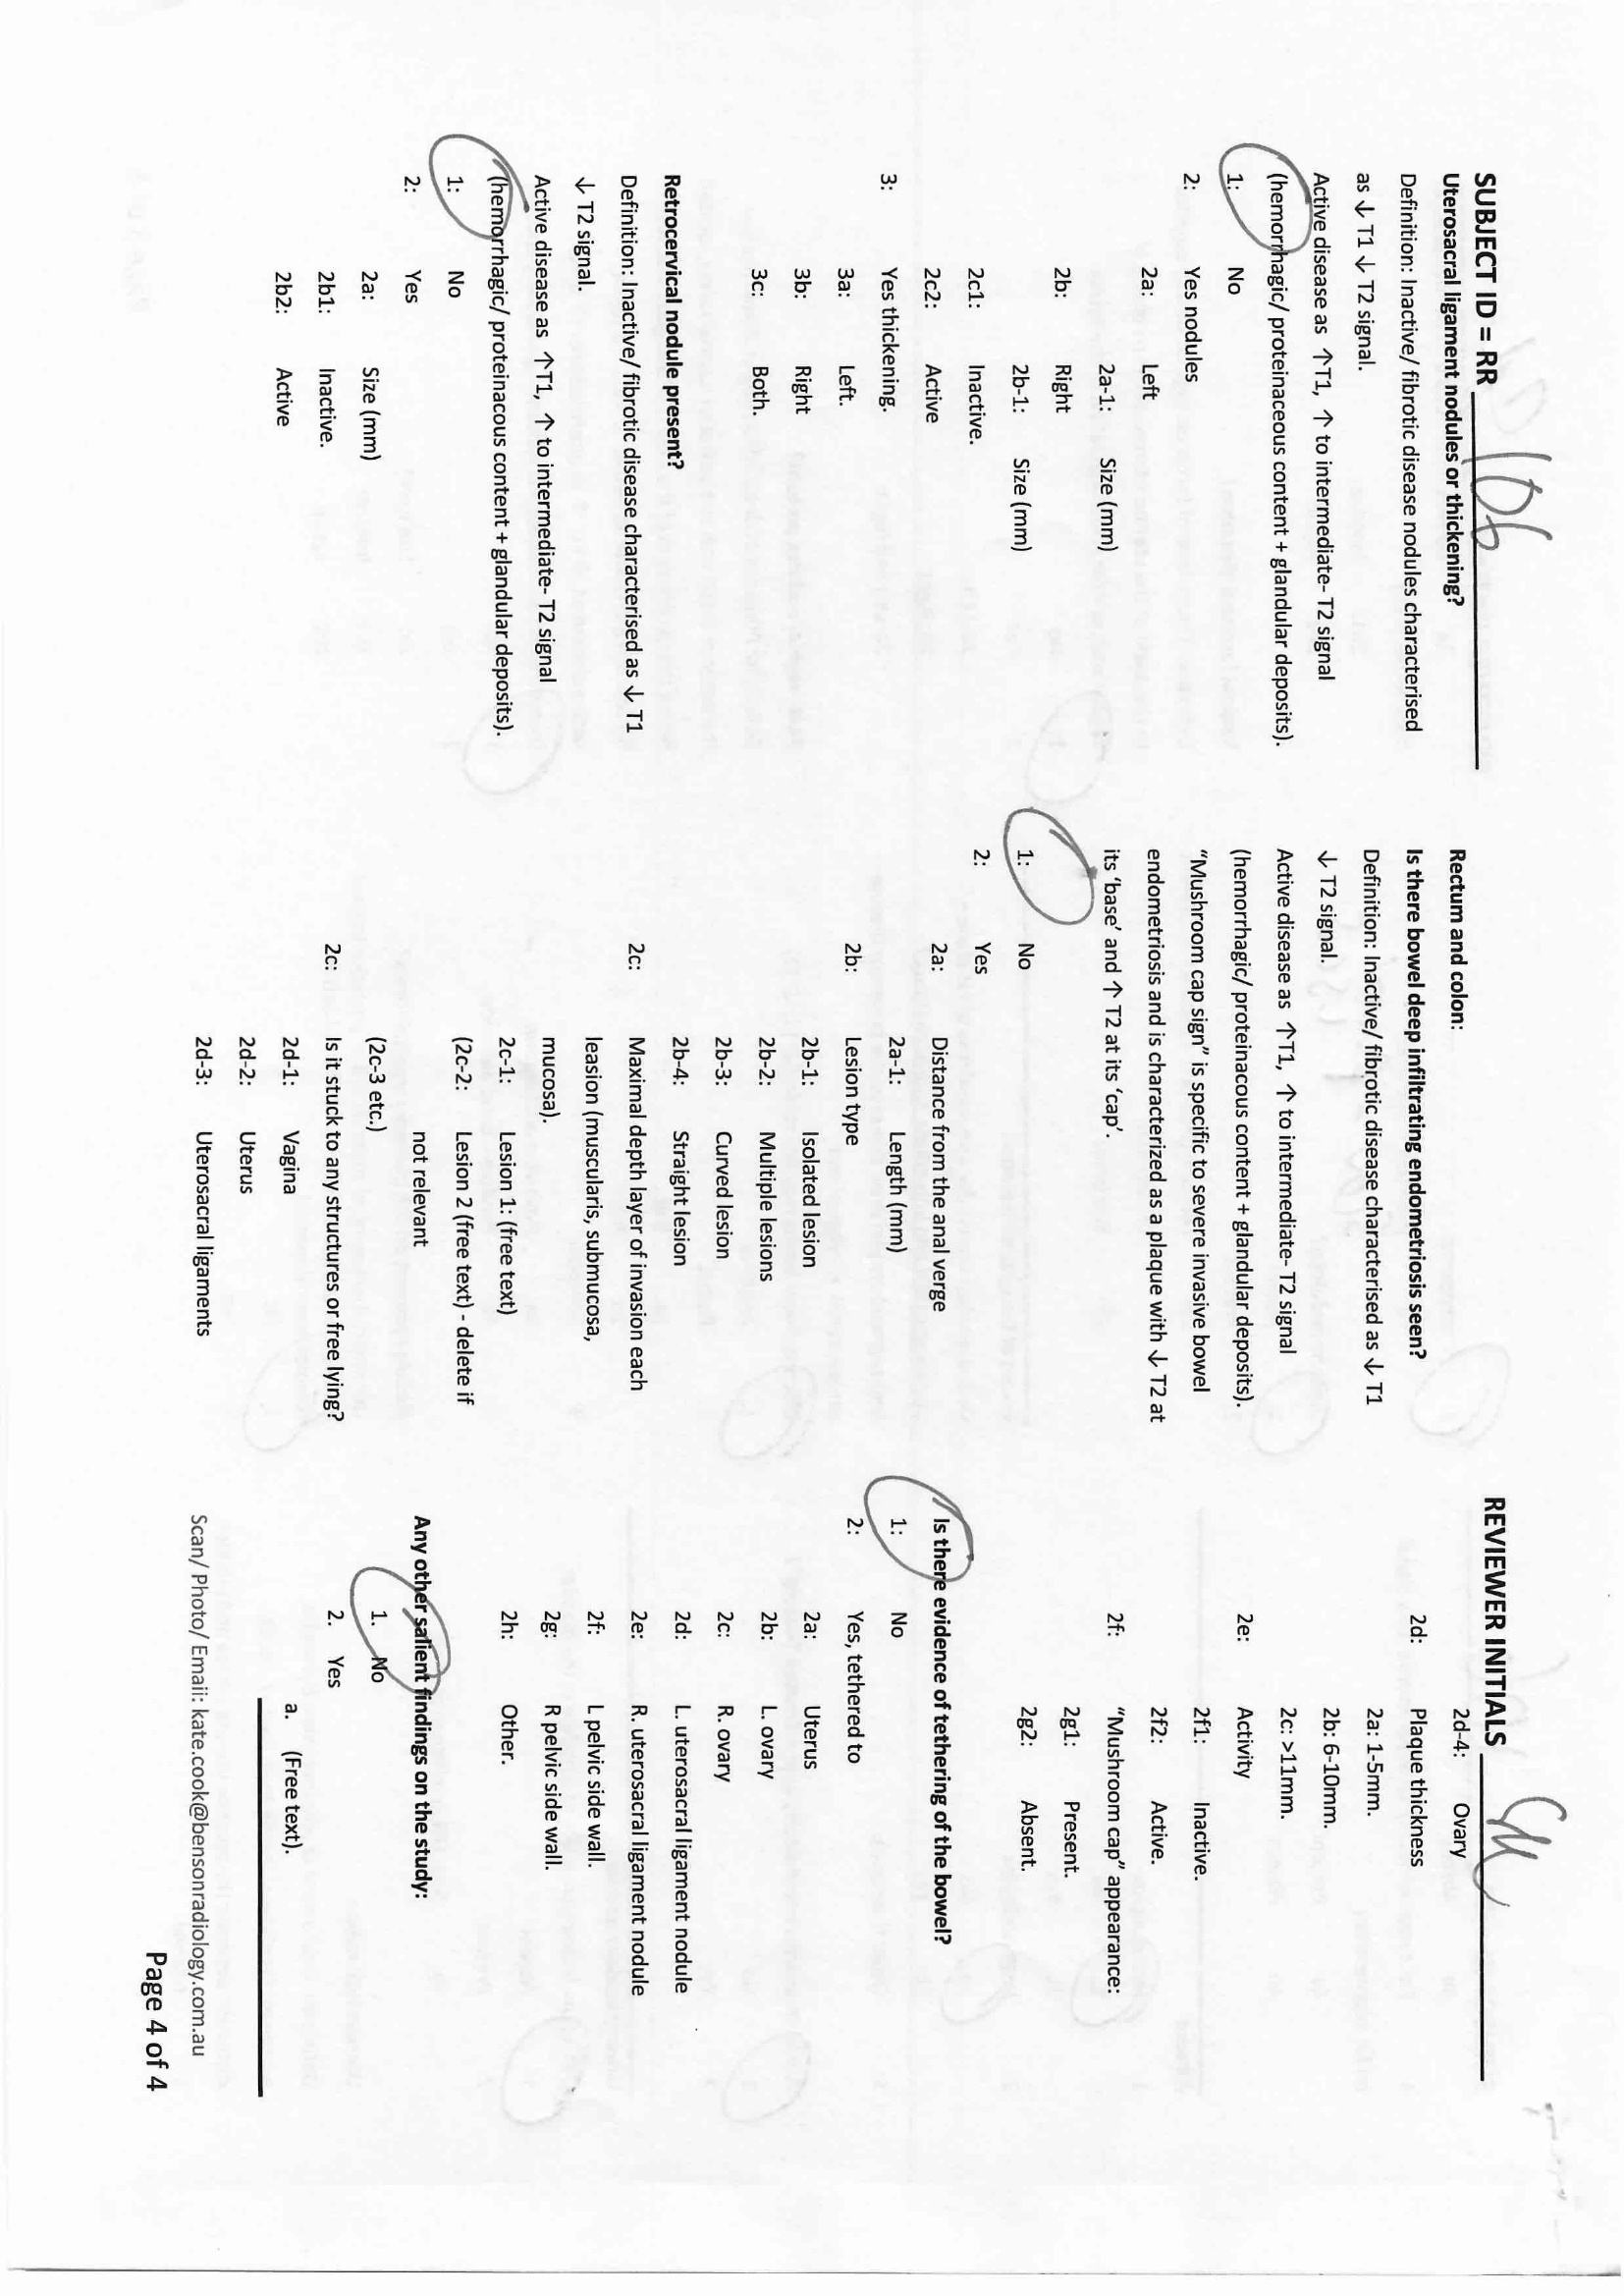 SUBJECT ID = RR 106
Uterosacral ligament nodules or thickening?
Definition: Inactive/ fibrotic disease nodules characterised
as ↓ T1 ↓ T2 signal.
Active disease as ↑T1, ↑ to intermediate- T2 signal
(hemorrhagic/ proteinaceous content + glandular deposits).
1: No
2: Yes nodules
2a: Left
2a-1: Size (mm)
2b: Right
2b-1: Size (mm)
2c1: Inactive.
2c2: Active
3: Yes thickening.
3a: Left.
3b: Right
3c: Both.
Retrocervical nodule present?
Definition: Inactive/ fibrotic disease characterised as ↓ T1
↓ T2 signal.
Active disease as ↑T1, ↑ to intermediate- T2 signal
(hemorrhagic/ proteinacous content + glandular deposits).
1: No
2: Yes
2a: Size (mm)
2b1: Inactive.
2b2: Active
Rectum and colon:
Is there bowel deep infiltrating endometriosis seen?
Definition: Inactive/ fibrotic disease characterised as ↓ T1
↓ T2 signal.
Active disease as ↑T1, ↑ to intermediate- T2 signal
(hemorrhagic/ proteinacous content + glandular deposits).
“Mushroom cap sign” is specific to severe invasive bowel
endometriosis and is characterized as a plaque with ↓ T2 at
its ‘base’ and ↑ T2 at its ‘cap’.
1: No
2: Yes
2a: Distance from the anal verge
2a-1: Length (mm)
2b: Lesion type
2b-1: Isolated lesion
2b-2: Multiple lesions
2b-3: Curved lesion
2b-4: Straight lesion
2c: Maximal depth layer of invasion each
leasion (muscularis, submucosa,
mucosa).
2c-1: Lesion 1: (free text)
(2c-2: Lesion 2 (free text) - delete if
not relevant
(2c-3 etc.)
2c: Is it stuck to any structures or free lying?
2d-1: Vagina
2d-2: Uterus
2d-3: Uterosacral ligaments
REVIEWER INITIALS
2d-4: Ovary
2d: Plaque thickness
2a: 1-5mm.
2b: 6-10mm.
2c: >11mm.
2e: Activity
2f1: Inactive.
2f2: Active.
2f: “Mushroom cap” appearance:
2g1: Present.
2g2: Absent.
Is there evidence of tethering of the bowel?
1: No
2: Yes, tethered to
2a: Uterus
2b: L. ovary
2c: R. ovary
2d: L. uterosacral ligament nodule
2e: R. uterosacral ligament nodule
2f: L pelvic side wall.
2g: R pelvic side wall.
2h: Other.
Any other salient findings on the study:
1. No
2. Yes
a. (Free text).
Scan/ Photo/ Email: kate.cook@bensonradiology.com.au
Page 4 of 4